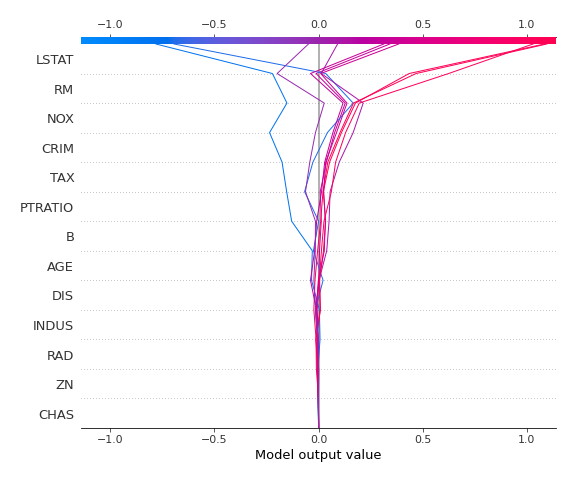 −1.0 −0.5 0.0 0.5 1.0
LSTAT
RM
NOX
CRIM
TAX
PTRATIO
B
AGE
DIS
INDUS
RAD
ZN
CHAS
−1.0 −0.5 0.0 0.5 1.0
Model output value